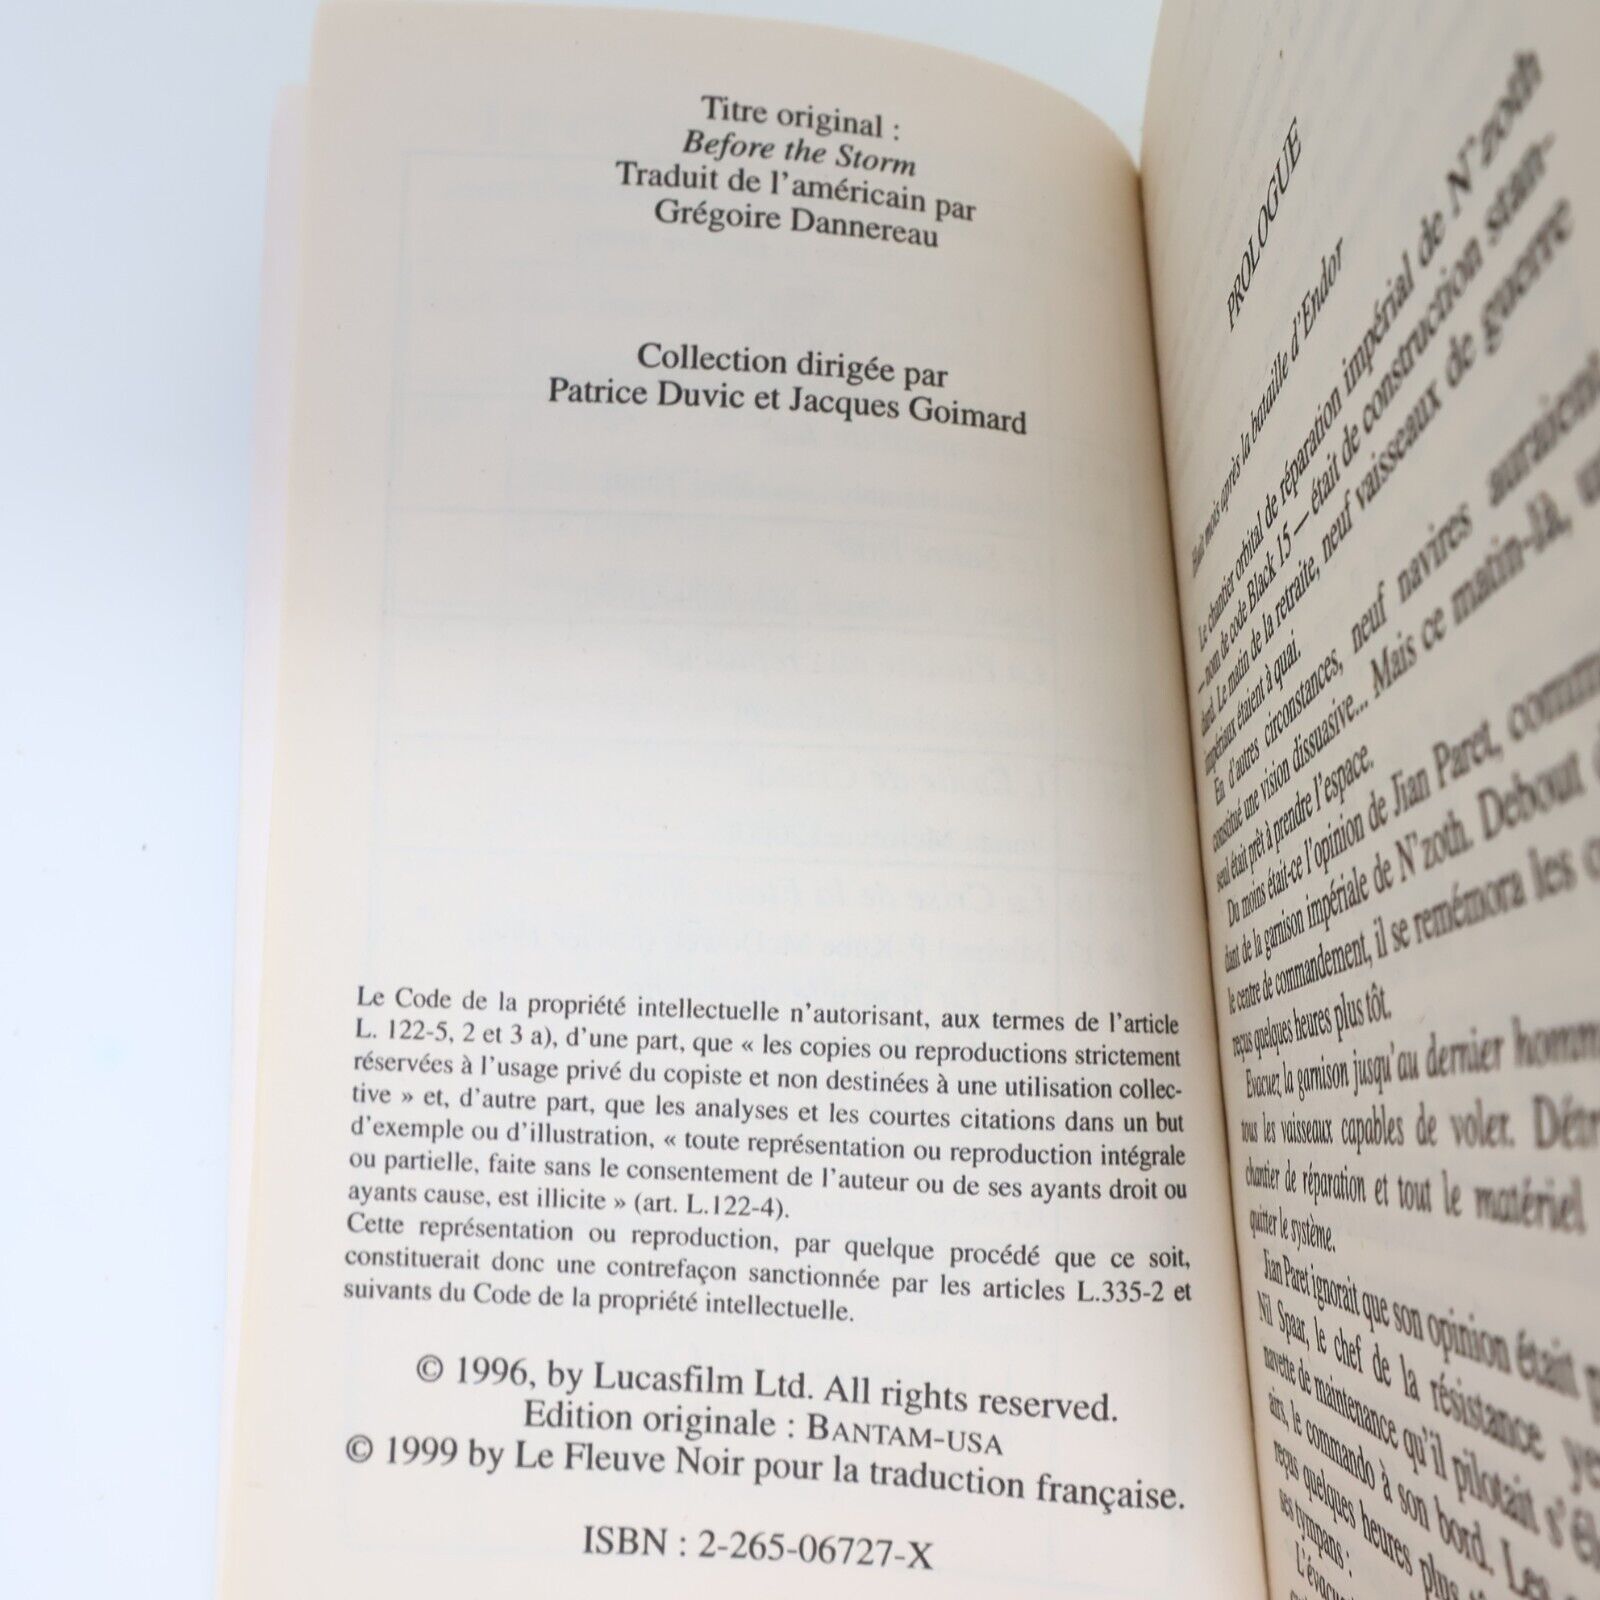 Titre original :
Before the Storm
Traduit de l'américain par
Grégoire Dannereau
Collection dirigée par
Patrice Duvic et Jacques Goimard
Le Code de la propriété intellectuelle n'autorisant, aux termes de l'article
L. 122-5, 2 et 3 a), d'une part, que « les copies ou reproductions strictement
réservées à l'usage privé du copiste et non destinées à une utilisation collec-
tive » et, d'autre part, que les analyses et les courtes citations dans un but
d'exemple ou d'illustration, « toute représentation ou reproduction intégrale
ou partielle, faite sans le consentement de l'auteur ou de ses ayants droit ou
ayants cause, est illicite » (art. L.122-4).
Cette représentation ou reproduction, par quelque procédé que ce soit,
constituerait donc une contrefaçon sanctionnée par les articles L.335-2 et
suivants du Code de la propriété intellectuelle.
© 1996, by Lucasfilm Ltd. All rights reserved.
Edition originale : BANTAM-USA
© 1999 by Le Fleuve Noir pour la traduction française.
ISBN : 2-265-06727-X
PROLOGUE
Huit mois après la bataille d'Endor
Le chantier orbital de réparation impérial de N'zoth
— nom de code Black 15 — était de construction stan-
dard. Le matin de la retraite, neuf vaisseaux de guerre
impériaux étaient à quai.
En d'autres circonstances, neuf navires auraient
constitué une vision dissuasive... Mais ce matin-là, un
seul était prêt à prendre l'espace.
Du moins était-ce l'opinion de Jian Paret, comman-
dant de la garnison impériale de N'zoth. Debout
le centre de commandement, il se remémora les
reçus quelques heures plus tôt.
Evacuez la garnison jusqu'au dernier
tous les vaisseaux capables de voler.
chantier de réparation et tout le matériel
quitter le système.
Jian Paret ignorait que son opinion était
Nil Spaar, le chef de la résistance
navette de maintenance qu'il pilotait
airs, le commando à son bord. Les
reçus quelques heures plus
ses tympans :